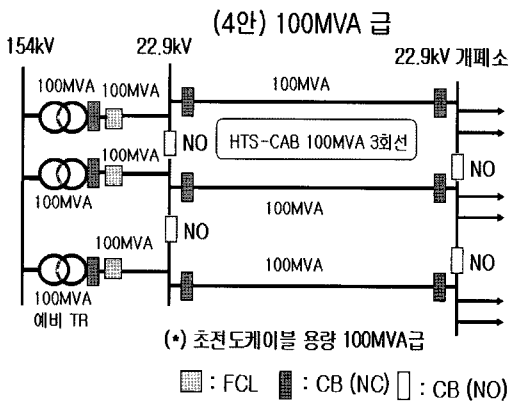 (4안) 100MVA 급
154kV
22.9kV
22.9kV 개폐소
100MVA
100MVA
100MVA
NO
HTS-CAB 100MVA 3회선
100MVA
NO
100MVA
100MVA
NO
100MVA
100MVA
NO
100MVA
예비 TR
(*) 초전도케이블 용량 100MVA급
: FCL
: CB (NC)
: CB (NO)